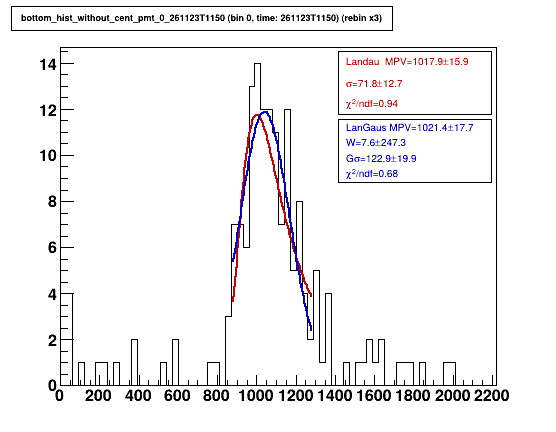 bottom_hist_without_cent_pmt_0_261123T1150 (bin 0, time: 261123T1150) (rebin x3)
Landau MPV=1017.9±15.9
σ=71.8±12.7
χ²/ndf=0.94
LanGaus MPV=1021.4±17.7
W=7.6±247.3
Gσ=122.9±19.9
χ²/ndf=0.68
14
12
10
8
6
4
2
0
0 200 400 600 800 1000 1200 1400 1600 1800 2000 2200